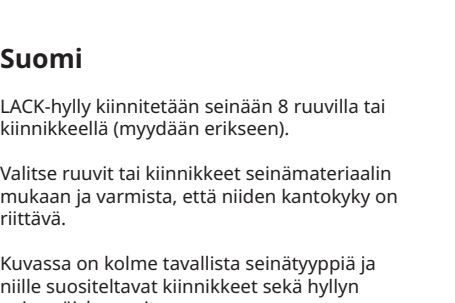 Suomi
LACK-hylly kiinnitetään seinään 8 ruuvilla tai
kiinnikkeellä (myydään erikseen).
Valitse ruuvit tai kiinnikkeet seinämateriaalin
mukaan ja varmista, että niiden kantokyky on
riittävä.
Kuvassa on kolme tavallista seinätyyppiä ja
niille suositeltavat kiinnikkeet sekä hyllyn